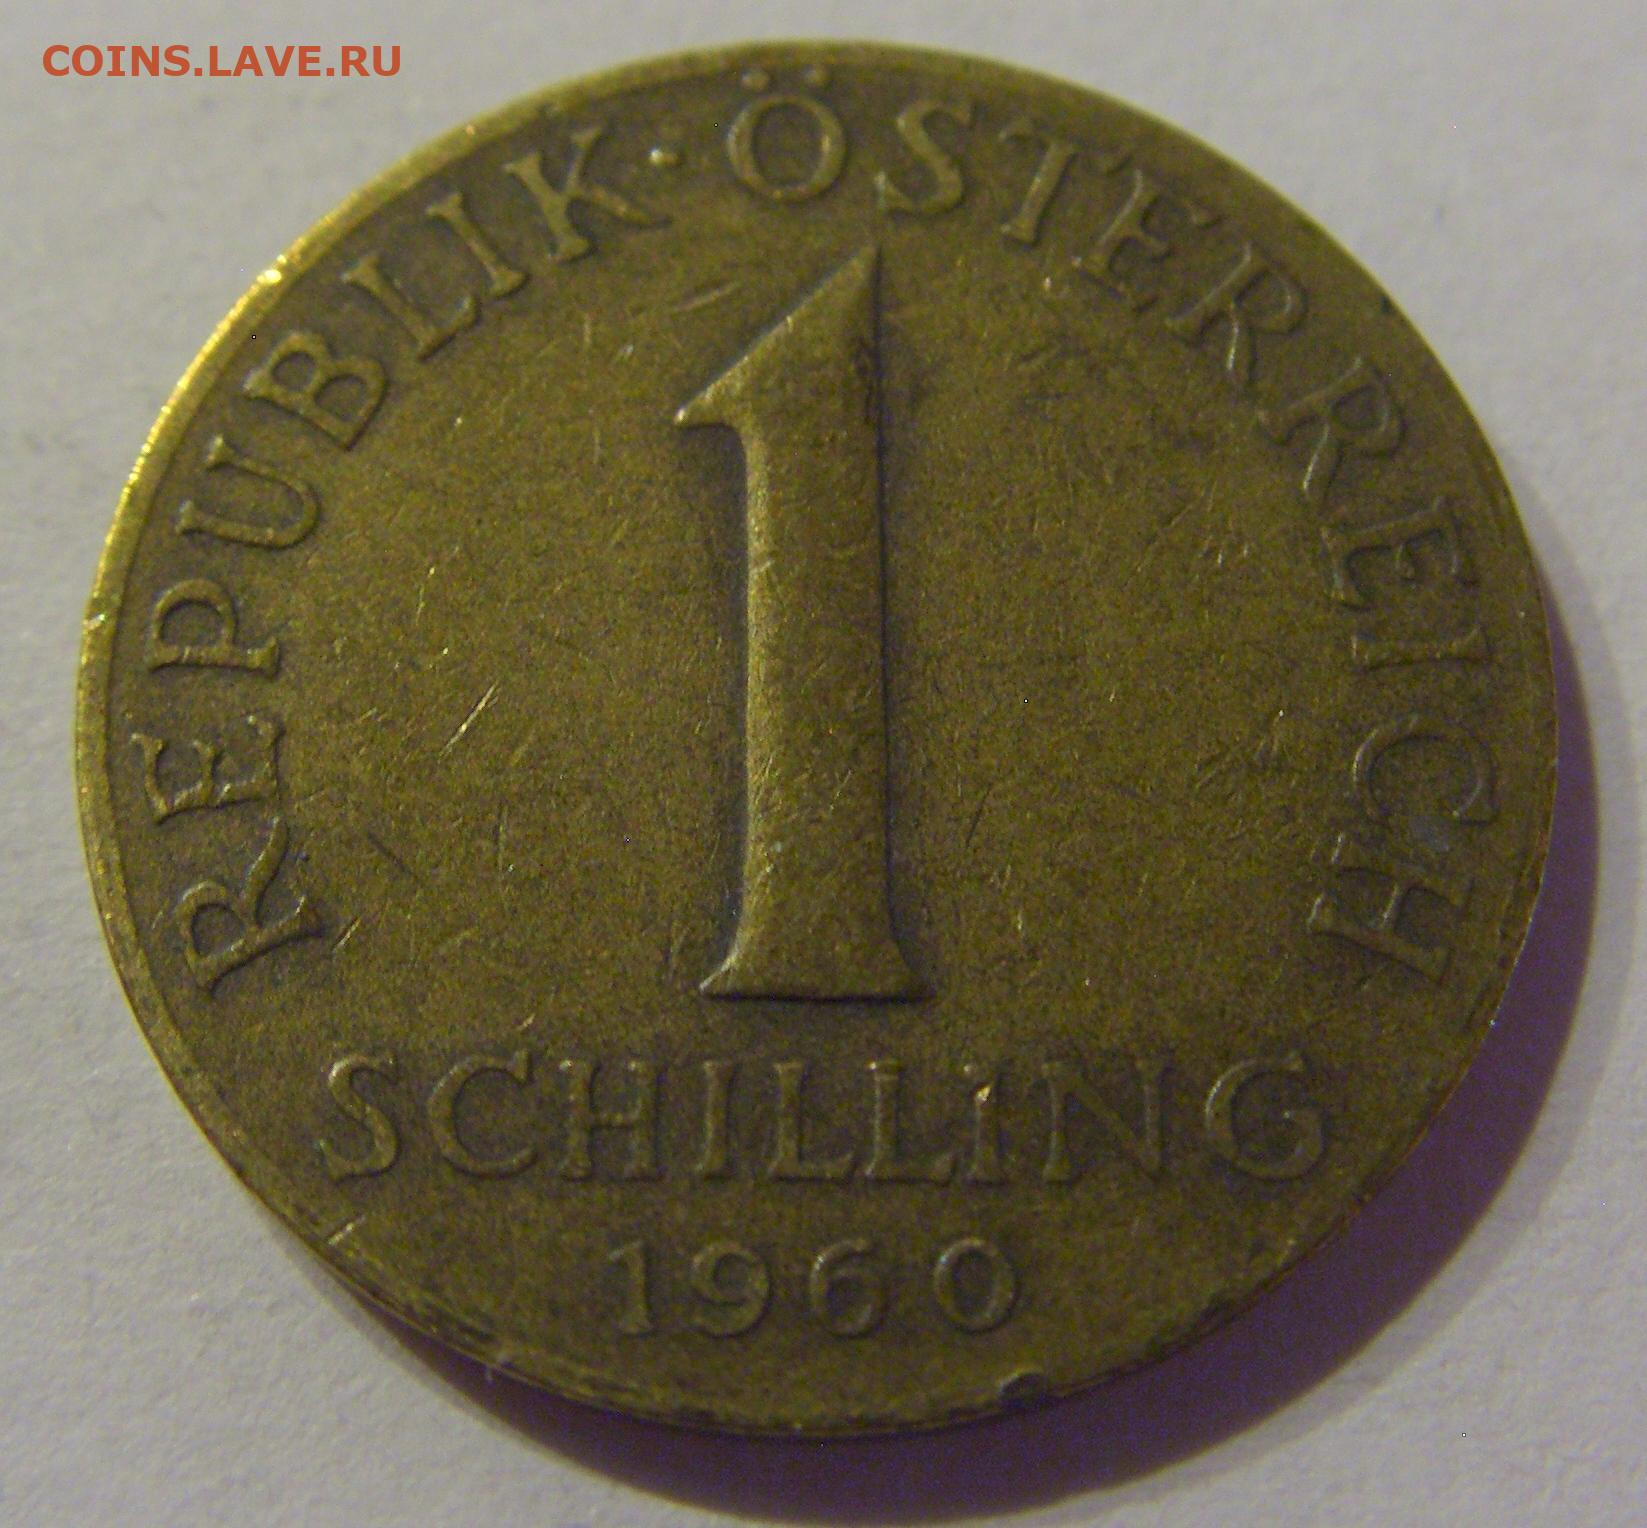 COINS.LAVE.RU
REPUBLIK · ÖSTERREICH
1
SCHILLING
1960